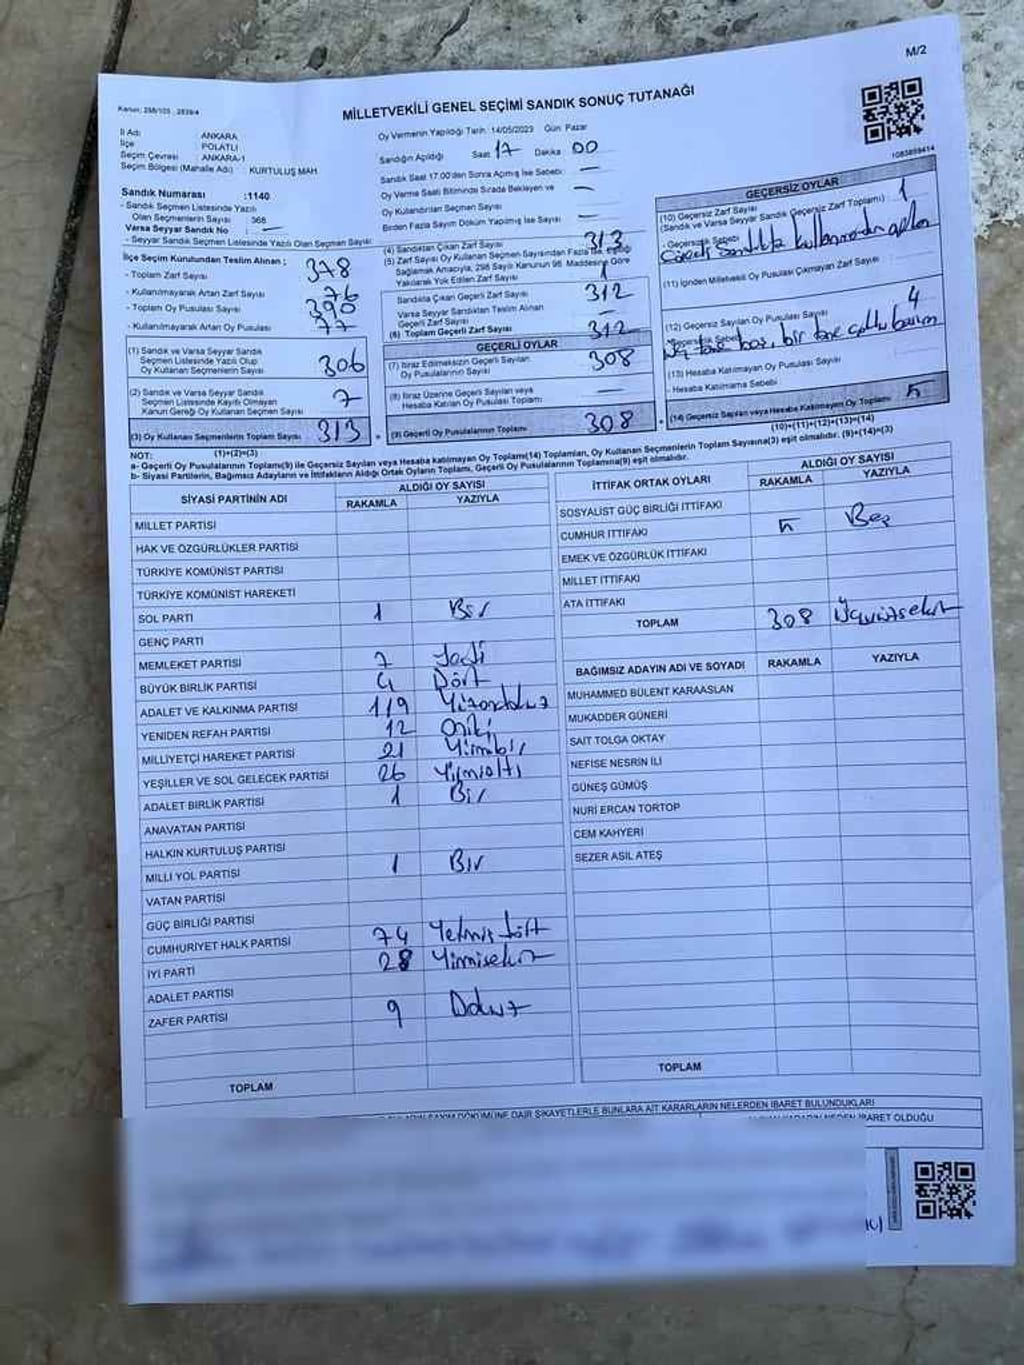 M/2
Kanun: 298/105 , 2839/4
MİLLETVEKİLİ GENEL SEÇİMİ SANDIK SONUÇ TUTANAĞI
İl Adı : ANKARA
İlçe : POLATLI
Seçim Çevresi : ANKARA-1
Seçim Bölgesi (Mahalle Adı) : KURTULUŞ MAH.
Sandık Numarası :1140
- Sandık Seçmen Listesinde Yazılı
Olan Seçmenlerin Sayısı : 368
Varsa Seyyar Sandık No : —
- Seyyar Sandık Seçmen Listesinde Yazılı Olan Seçmen Sayısı:
İlçe Seçim Kurulundan Teslim Alınan ;
- Toplam Zarf Sayısı 378
- Kullanılmayarak Artan Zarf Sayısı 76
- Toplam Oy Pusulası Sayısı 390
- Kullanılmayarak Artan Oy Pusulası 77
(1) Sandık ve Varsa Seyyar Sandık
Seçmen Listesinde Yazılı Olup
Oy Kullanan Seçmenlerin Sayısı 306
(2) Sandık ve Varsa Seyyar Sandık
Seçmen Listesinde Kayıtlı Olmayan
Kanun Gereği Oy Kullanan Seçmen Sayısı 7
(3) Oy Kullanan Seçmenlerin Toplam Sayısı 313
(1)+(2)=(3)
Oy Vermenin Yapıldığı Tarih: 14/05/2023 Gün: Pazar
Sandığın Açıldığı Saat 17 Dakika 00
Sandık Saat 17.00'den Sonra Açılmış İse Sebebi: —
Oy Verme Saati Bitiminde Sırada Bekleyen ve —
Oy Kullandırılan Seçmen Sayısı
Birden Fazla Sayım Döküm Yapılmış İse Sayısı —
(4) Sandıktan Çıkan Zarf Sayısı 313
(5) Zarf Sayısı Oy Kullanan Seçmen Sayısından Fazla ise, Eşitliği
Sağlamak Amacıyla, 298 Sayılı Kanunun 98. Maddesine Göre
Yakılarak Yok Edilen Zarf Sayısı
Sandıkta Çıkan Geçerli Zarf Sayısı 312
Varsa Seyyar Sandıktan Teslim Alınan
Geçerli Zarf Sayısı —
(6) Toplam Geçerli Zarf Sayısı 312
GEÇERLİ OYLAR
(7) İtiraz Edilmeksizin Geçerli Sayılan
Oy Pusulalarının Sayısı 308
(8) İtiraz Üzerine Geçerli Sayılan veya
Hesaba Katılan Oy Pusulası Toplamı —
(9) Geçerli Oy Pusulalarının Toplamı 308
1083898414
GEÇERSİZ OYLAR
(10) Geçersiz Zarf Sayısı
(Sandık ve Varsa Seyyar Sandık Geçersiz Zarf Toplamı) : 1
- Geçersizlik Sebebi
(11) İçinden Milletvekili Oy Pusulası Çıkmayan Zarf Sayısı :
(12) Geçersiz Sayılan Oy Pusulası Sayısı 4
- Geçersizlik Sebebi
Üç tane boş, bir tane
(13) Hesaba Katılmayan Oy Pusulası Sayısı
- Hesaba Katılmama Sebebi
(14) Geçersiz Sayılan veya Hesaba Katılmayan Oy Toplamı 5
(10)+(11)+(12)+(13)=(14)
NOT:
a- Geçerli Oy Pusulalarının Toplamı(9) ile Geçersiz Sayılan veya Hesaba katılmayan Oy Toplamı(14) Toplamları, Oy Kullanan Seçmenlerin Toplam Sayısına(3) eşit olmalıdır. (9)+(14)=(3)
b- Siyasi Partilerin, Bağımsız Adayların ve İttifakların Aldığı Ortak Oyların Toplamı, Geçerli Oy Pusulalarının Toplamına(9) eşit olmalıdır.
SİYASİ PARTİNİN ADI ALDIĞI OY SAYISI
RAKAMLA YAZIYLA
MİLLET PARTİSİ
HAK VE ÖZGÜRLÜKLER PARTİSİ
TÜRKİYE KOMÜNİST PARTİSİ
TÜRKİYE KOMÜNİST HAREKETİ
SOL PARTİ 1 Bir
GENÇ PARTİ
MEMLEKET PARTİSİ 7 Yedi
BÜYÜK BİRLİK PARTİSİ 4 Dört
ADALET VE KALKINMA PARTİSİ 119 Yüzondokuz
YENİDEN REFAH PARTİSİ 12 Oniki
MİLLİYETÇİ HAREKET PARTİSİ 21 Yirmibir
YEŞİLLER VE SOL GELECEK PARTİSİ 26 Yirmialtı
ADALET BİRLİK PARTİSİ 1 Bir
ANAVATAN PARTİSİ
HALKIN KURTULUŞ PARTİSİ
MİLLİ YOL PARTİSİ 1 Bir
VATAN PARTİSİ
GÜÇ BİRLİĞİ PARTİSİ
CUMHURİYET HALK PARTİSİ 74 Yetmiş dört
İYİ PARTİ 28 Yirmisekiz
ADALET PARTİSİ
ZAFER PARTİSİ 9 Dokuz
TOPLAM
İTTİFAK ORTAK OYLARI ALDIĞI OY SAYISI
RAKAMLA YAZIYLA
SOSYALİST GÜÇ BİRLİĞİ İTTİFAKI
CUMHUR İTTİFAKI 5 Beş
EMEK VE ÖZGÜRLÜK İTTİFAKI
MİLLET İTTİFAKI
ATA İTTİFAKI
TOPLAM 308 Üçyüzsekiz
BAĞIMSIZ ADAYIN ADI VE SOYADI RAKAMLA YAZIYLA
MUHAMMED BÜLENT KARAASLAN
MUKADDER GÜNERİ
SAİT TOLGA OKTAY
NEFİSE NESRİN İLİ
GÜNEŞ GÜMÜŞ
NURİ ERCAN TORTOP
CEM KAHYERİ
SEZER ASİL ATEŞ
TOPLAM
SAYIM DÖKÜMÜNE DAİR ŞİKAYETLERLE BUNLARA AİT KARARLARIN NELERDEN İBARET BULUNDUKLARI
KARARIN NEDEN İBARET OLDUĞU